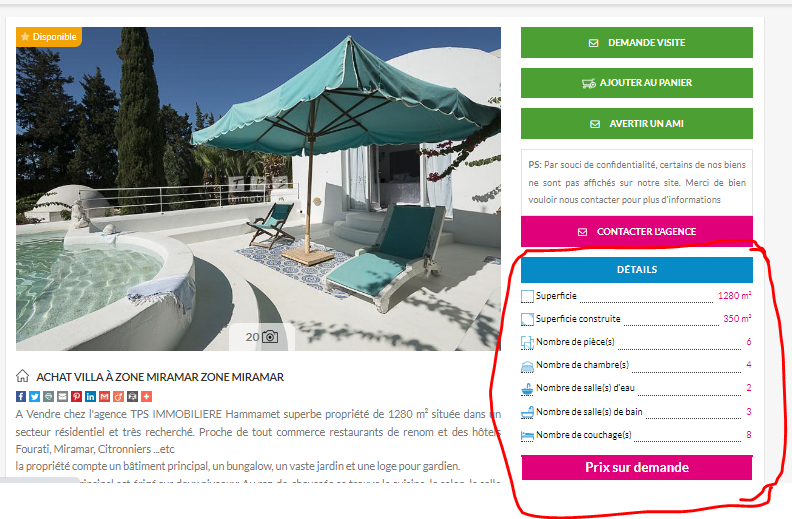 Disponible
20
ACHAT VILLA À ZONE MIRAMAR ZONE MIRAMAR
A Vendre chez l'agence TPS IMMOBILIERE Hammamet superbe propriété de 1280 m² située dans un
secteur résidentiel et très recherché. Proche de tout commerce restaurants de renom et des hôtels
Fourati, Miramar, Citronniers ...etc
la propriété compte un bâtiment principal, un bungalow, un vaste jardin et une loge pour gardien.
DEMANDE VISITE
AJOUTER AU PANIER
AVERTIR UN AMI
PS: Par souci de confidentialité, certains de nos biens
ne sont pas affichés sur notre site. Merci de bien
vouloir nous contacter pour plus d'informations
CONTACTER L'AGENCE
DÉTAILS
Superficie 1280 m²
Superficie construite 350 m²
Nombre de pièce(s) 6
Nombre de chambre(s) 4
Nombre de salle(s) d'eau 2
Nombre de salle(s) de bain 3
Nombre de couchage(s) 8
Prix sur demande